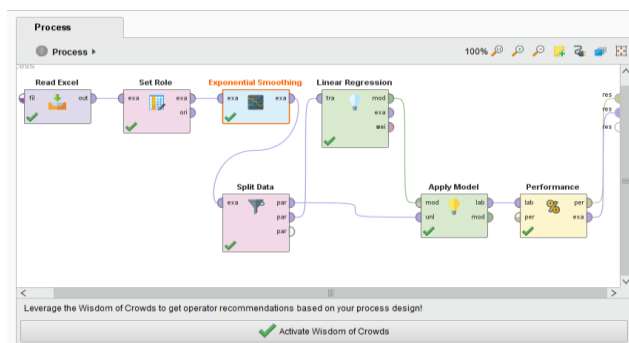 Process
Process
100%
ocess
Read Excel
Set Role
Exponential Smoothing
Linear Regression
fil
out
exa
exa
ori
exa
exa
tra
mod
exa
wei
res
res
res
Split Data
Apply Model
Performance
exa
par
par
par
mod
lab
unl
mod
lab
per
per
exa
Leverage the Wisdom of Crowds to get operator recommendations based on your process design!
Activate Wisdom of Crowds